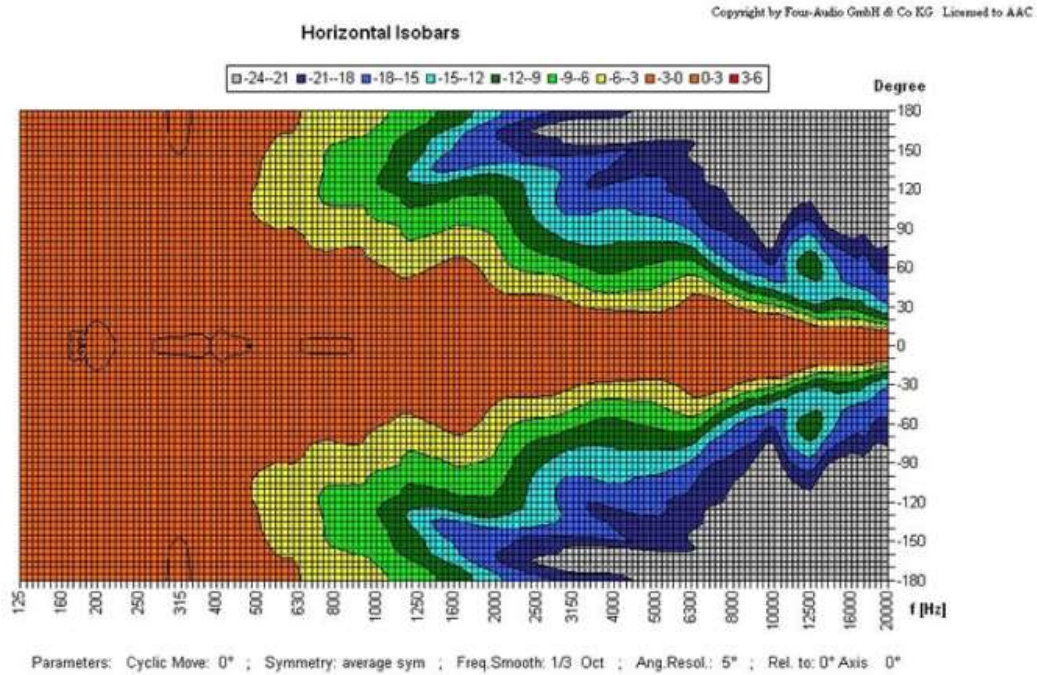 Copyright by Four-Audio GmbH & Co KG Licensed to AAC
Horizontal Isobars
-24--21 -21--18 -18--15 -15--12 -12--9 -9--6 -6--3 -3-0 0-3 3-6
Degree
180
150
120
90
60
30
0
-30
-60
-90
-120
-150
-180
125 160 200 250 315 400 500 630 800 1000 1250 1600 2000 2500 3150 4000 5000 6300 8000 10000 12500 16000 20000 f [Hz]
Parameters: Cyclic Move: 0° ; Symmetry: average sym ; Freq.Smooth: 1/3 Oct ; Ang.Resol.: 5° ; Rel. to: 0° Axis 0°